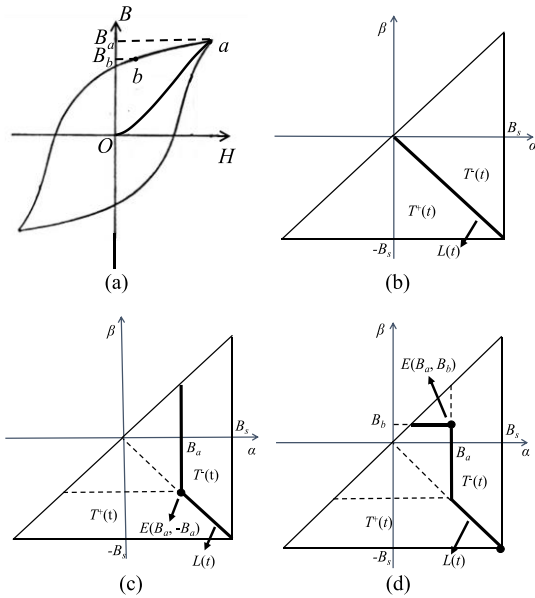 B
B_a
a
B_b
b
O
H
(a)
β
B_s
α
T⁻(t)
T⁺(t)
-B_s
L(t)
(b)
β
B_s
B_a
α
T⁻(t)
T⁺(t)
E(B_a, -B_a)
-B_s
L(t)
(c)
β
E(B_a, B_b)
B_b
B_s
B_a
α
T⁻(t)
T⁺(t)
-B_s
L(t)
(d)